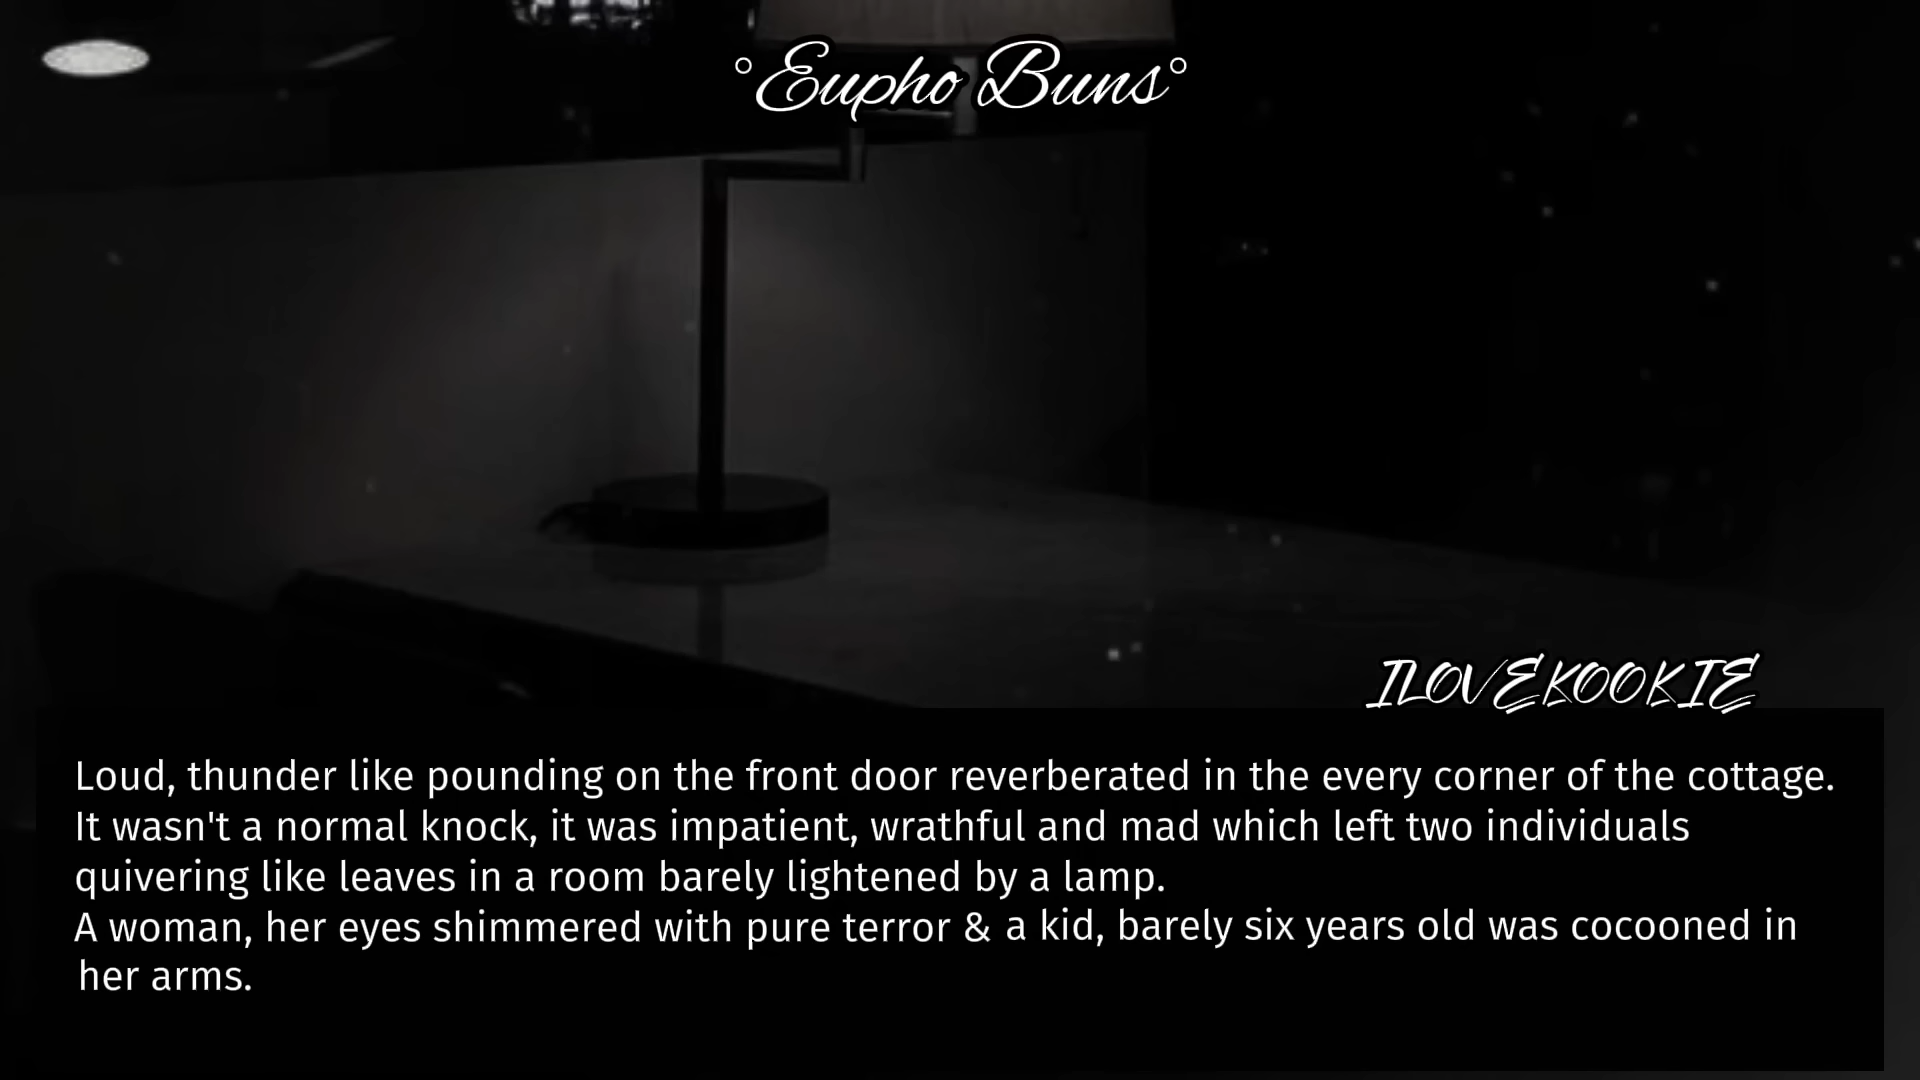 °Eupho Buns°
ILOVEKOOKIE
Loud, thunder like pounding on the front door reverberated in the every corner of the cottage.
It wasn't a normal knock, it was impatient, wrathful and mad which left two individuals
quivering like leaves in a room barely lightened by a lamp.
A woman, her eyes shimmered with pure terror & a kid, barely six years old was cocooned in
her arms.